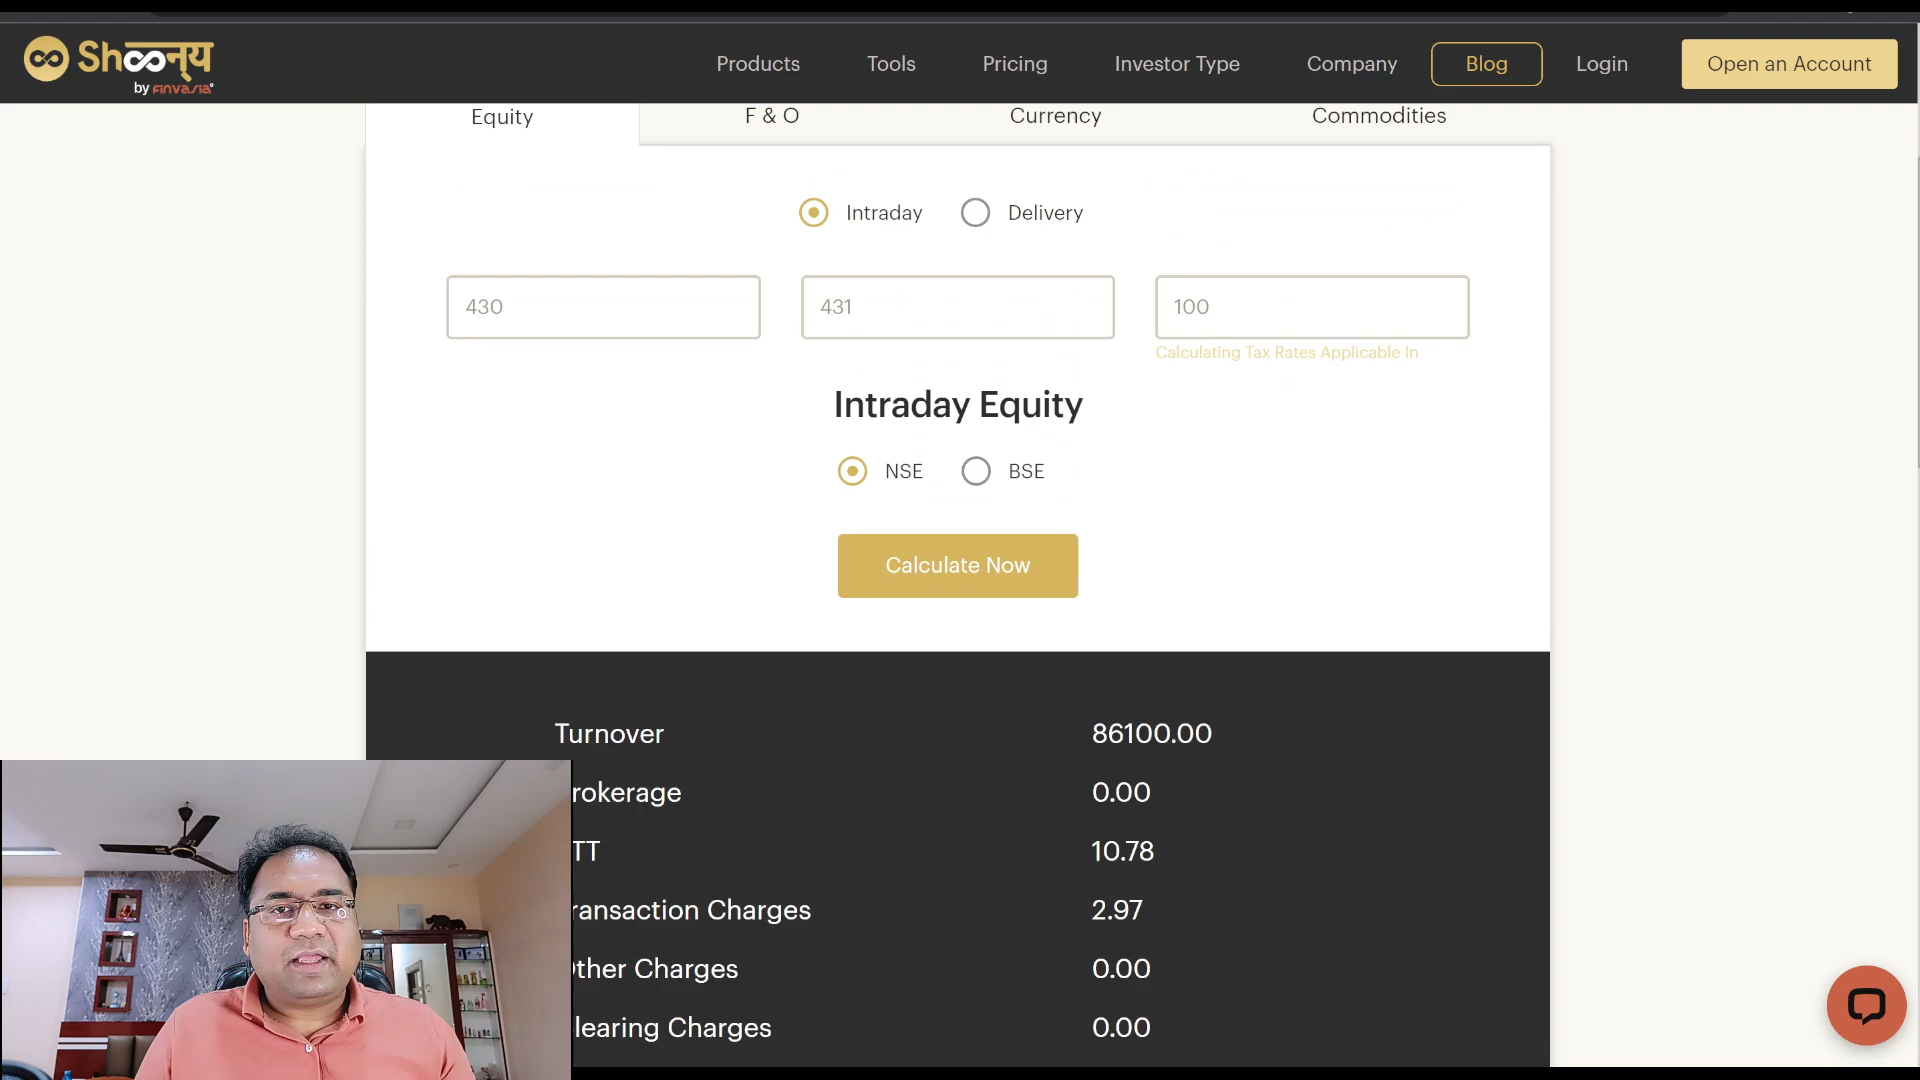 Shoonय
by FINVASIA
Products Tools Pricing Investor Type Company Blog Login Open an Account
Equity F & O Currency Commodities
Intraday Delivery
430 431 100
Calculating Tax Rates Applicable In
Intraday Equity
NSE BSE
Calculate Now
Turnover 86100.00
rokerage 0.00
TT 10.78
ransaction Charges 2.97
ther Charges 0.00
learing Charges 0.00